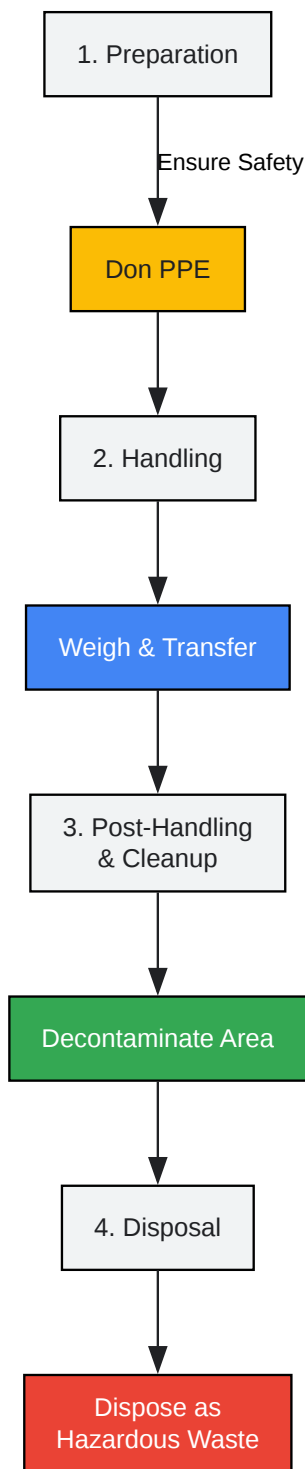 1. Preparation
Ensure Safety
Don PPE
2. Handling
Weigh & Transfer
3. Post-Handling
& Cleanup
Decontaminate Area
4. Disposal
Dispose as
Hazardous Waste